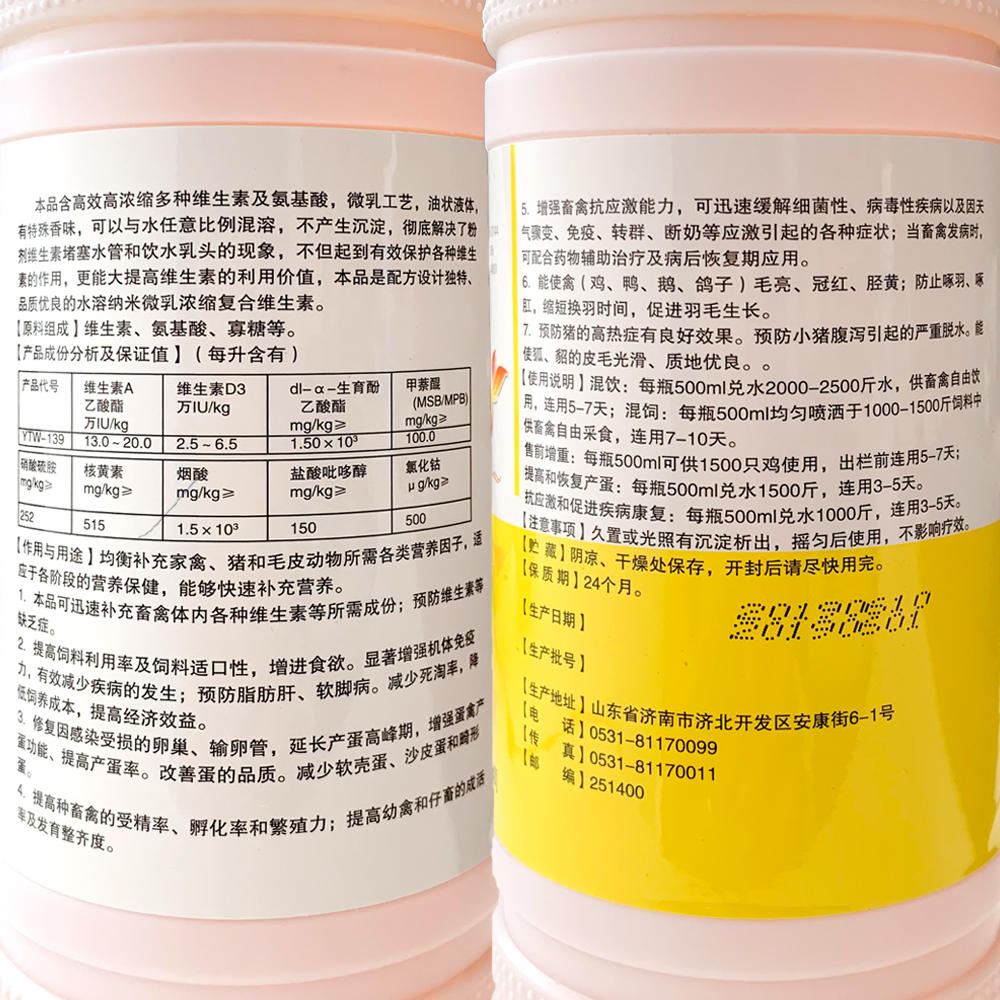 本品含高效高浓缩多种维生素及氨基酸，微乳工艺，油状液体，
有特殊香味，可以与水任意比例混溶，不产生沉淀，彻底解决了粉
剂维生素堵塞水管和饮水乳头的现象，不但起到有效保护各种维生
素的作用，更能大提高维生素的利用价值，本品是配方设计独特、
品质优良的水溶纳米微乳浓缩复合维生素。
【原料组成】维生素、氨基酸、寡糖等。
【产品成份分析及保证值】（每升含有）
产品代号 维生素A乙酸酯万IU/kg 维生素D3万IU/kg dl-α-生育酚乙酸酯mg/kg≥ 甲萘醌(MSB/MPB)mg/kg≥
YTW-139 13.0~20.0 2.5~6.5 1.50×10³ 100.0
硝酸硫胺mg/kg≥ 核黄素mg/kg≥ 烟酸mg/kg≥ 盐酸吡哆醇mg/kg≥ 氯化钴μg/kg≥
252 515 1.5×10³ 150 500
【作用与用途】均衡补充家禽、猪和毛皮动物所需各类营养因子，适
应于各阶段的营养保健，能够快速补充营养。
1. 本品可迅速补充畜禽体内各种维生素等所需成份；预防维生素等
缺乏症。
2. 提高饲料利用率及饲料适口性，增进食欲。显著增强机体免疫
力，有效减少疾病的发生；预防脂肪肝、软脚病。减少死淘率，降
低饲养成本，提高经济效益。
3. 修复因感染受损的卵巢、输卵管，延长产蛋高峰期，增强蛋禽产
蛋功能、提高产蛋率。改善蛋的品质。减少软壳蛋、沙皮蛋和畸形
蛋。
4. 提高种畜禽的受精率、孵化率和繁殖力；提高幼禽和仔畜的成活
率及发育整齐度。
5. 增强畜禽抗应激能力，可迅速缓解细菌性、病毒性疾病以及因天
气骤变、免疫、转群、断奶等应激引起的各种症状；当畜禽发病时，
可配合药物辅助治疗及病后恢复期应用。
6. 能使禽（鸡、鸭、鹅、鸽子）毛亮、冠红、胫黄；防止啄羽、啄
肛，缩短换羽时间，促进羽毛生长。
7. 预防猪的高热症有良好效果。预防小猪腹泻引起的严重脱水。能
使狐、貂的皮毛光滑、质地优良。。
【使用说明】混饮：每瓶500ml兑水2000-2500斤水，供畜禽自由饮
用，连用5-7天；混饲：每瓶500ml均匀喷洒于1000-1500斤饲料中
供畜禽自由采食，连用7-10天。
售前增重：每瓶500ml可供1500只鸡使用，出栏前连用5-7天；
提高和恢复产蛋：每瓶500ml兑水1500斤，连用3-5天。
抗应激和促进疾病康复：每瓶500ml兑水1000斤，连用3-5天。
【注意事项】久置或光照有沉淀析出，摇匀后使用，不影响疗效。
【贮 藏】阴凉、干燥处保存，开封后请尽快用完。
【保 质 期】24个月。
【生产日期】
【生产批号】
【生产地址】山东省济南市济北开发区安康街6-1号
【电 话】0531-81170099
【传 真】0531-81170011
【邮 编】251400